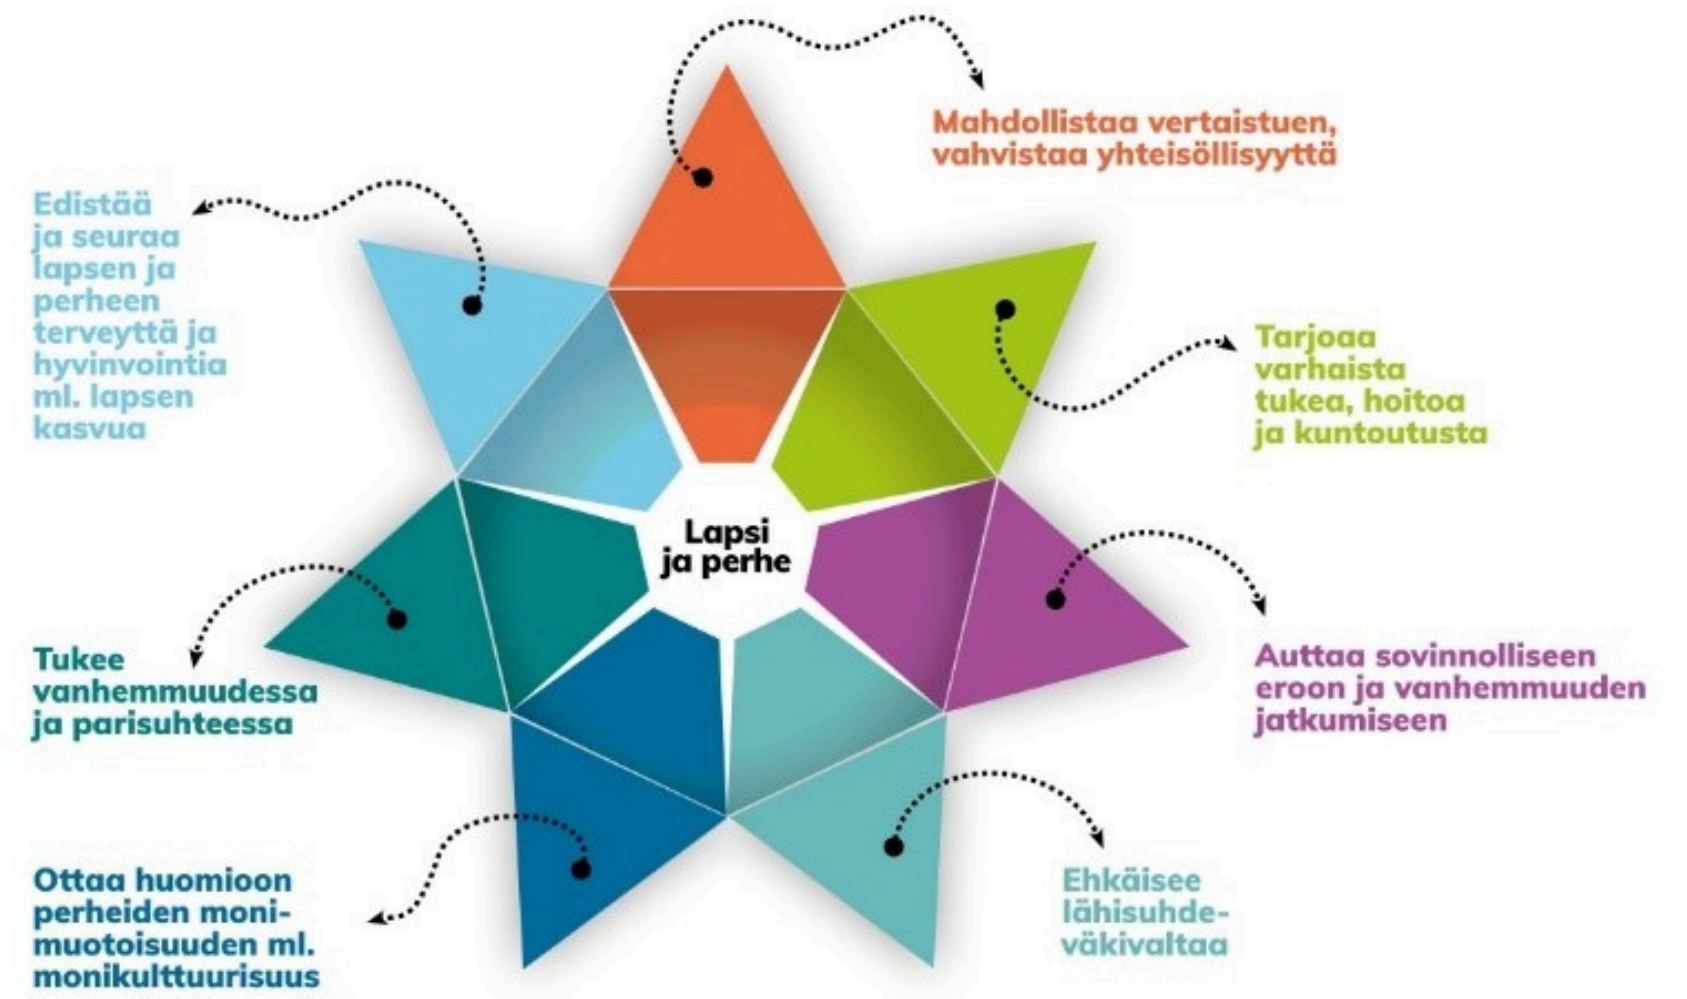 Mahdollistaa vertaistuen,
vahvistaa yhteisöllisyyttä
Edistää
ja seuraa
lapsen ja
perheen
terveyttä ja
hyvinvointia
ml. lapsen
kasvua
Tarjoaa
varhaista
tukea, hoitoa
ja kuntoutusta
Lapsi
ja perhe
Tukee
vanhemmuudessa
ja parisuhteessa
Auttaa sovinnolliseen
eroon ja vanhemmuuden
jatkumiseen
Ottaa huomioon
perheiden moni-
muotoisuuden ml.
monikulttuurisuus
Ehkäisee
lähisuhde-
väkivaltaa